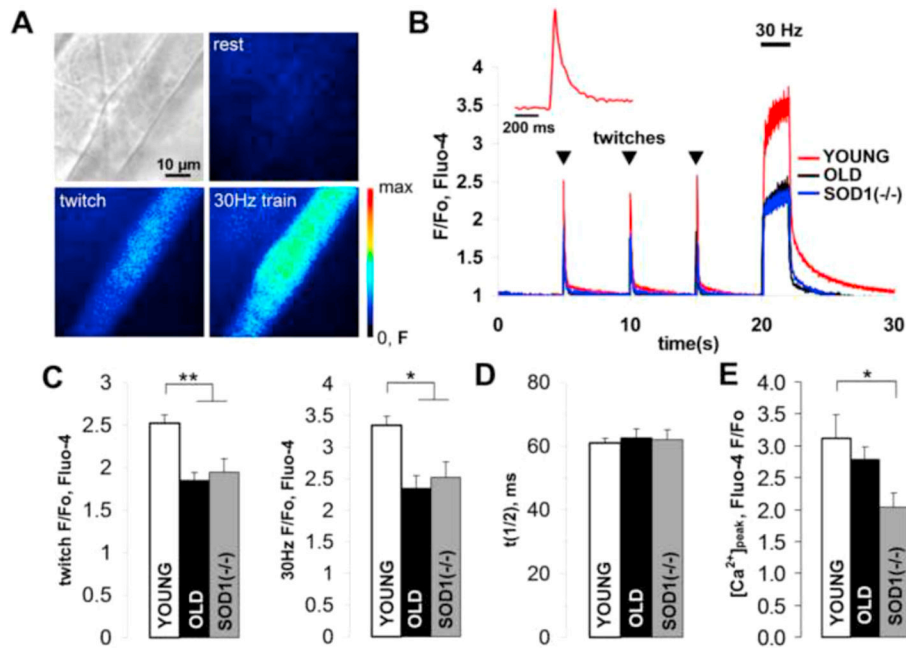 A
rest
10 µm
twitch
30Hz train
max
0, F
B
30 Hz
4
3.5
3
2.5
2
1.5
1
F/Fo, Fluo-4
200 ms
twitches
YOUNG
OLD
SOD1(-/-)
0 5 10 15 20 25 30
time(s)
C
**
3
2.5
2
1.5
1
0.5
0
twitch F/Fo, Fluo-4
YOUNG
OLD
SOD1(-/-)
*
4
3.5
3
2.5
2
1.5
1
0.5
0
30Hz F/Fo, Fluo-4
YOUNG
OLD
SOD1(-/-)
D
80
60
40
20
0
t(1/2), ms
YOUNG
OLD
SOD1(-/-)
E
*
4.0
3.5
3.0
2.5
2.0
1.5
1.0
0.5
0.0
[Ca²⁺]peak, Fluo-4 F/Fo
YOUNG
OLD
SOD1(-/-)